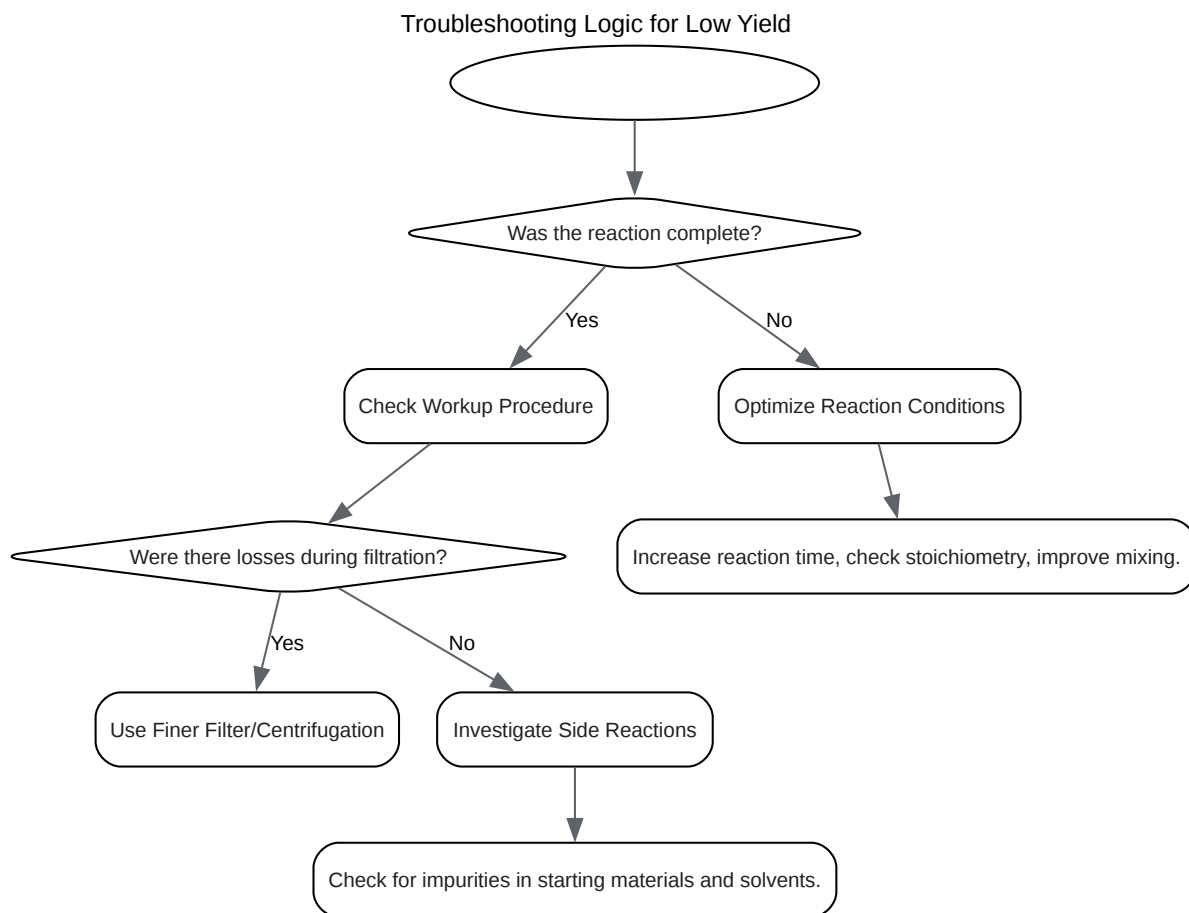 Troubleshooting Logic for Low Yield
Was the reaction complete?
Yes
No
Check Workup Procedure
Optimize Reaction Conditions
Were there losses during filtration?
Increase reaction time, check stoichiometry, improve mixing.
Yes
No
Use Finer Filter/Centrifugation
Investigate Side Reactions
Check for impurities in starting materials and solvents.